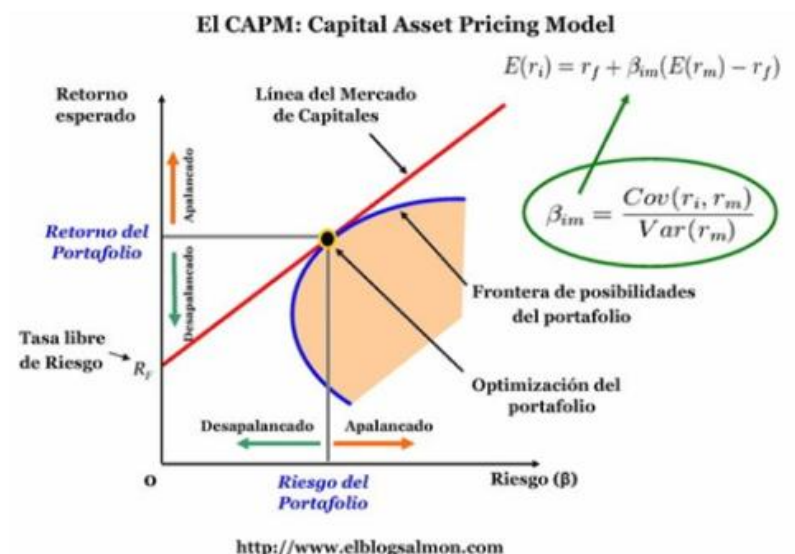 El CAPM: Capital Asset Pricing Model
E(r_i) = r_f + β_im(E(r_m) − r_f)
Retorno
esperado
Línea del Mercado
de Capitales
Apalancado
β_im = Cov(r_i, r_m) / Var(r_m)
Retorno del
Portafolio
Desapalancado
Frontera de posibilidades
del portafolio
Tasa libre
de Riesgo
R_F
Optimización del
portafolio
Desapalancado
Apalancado
O
Riesgo del
Portafolio
Riesgo (β)
http://www.elblogsalmon.com